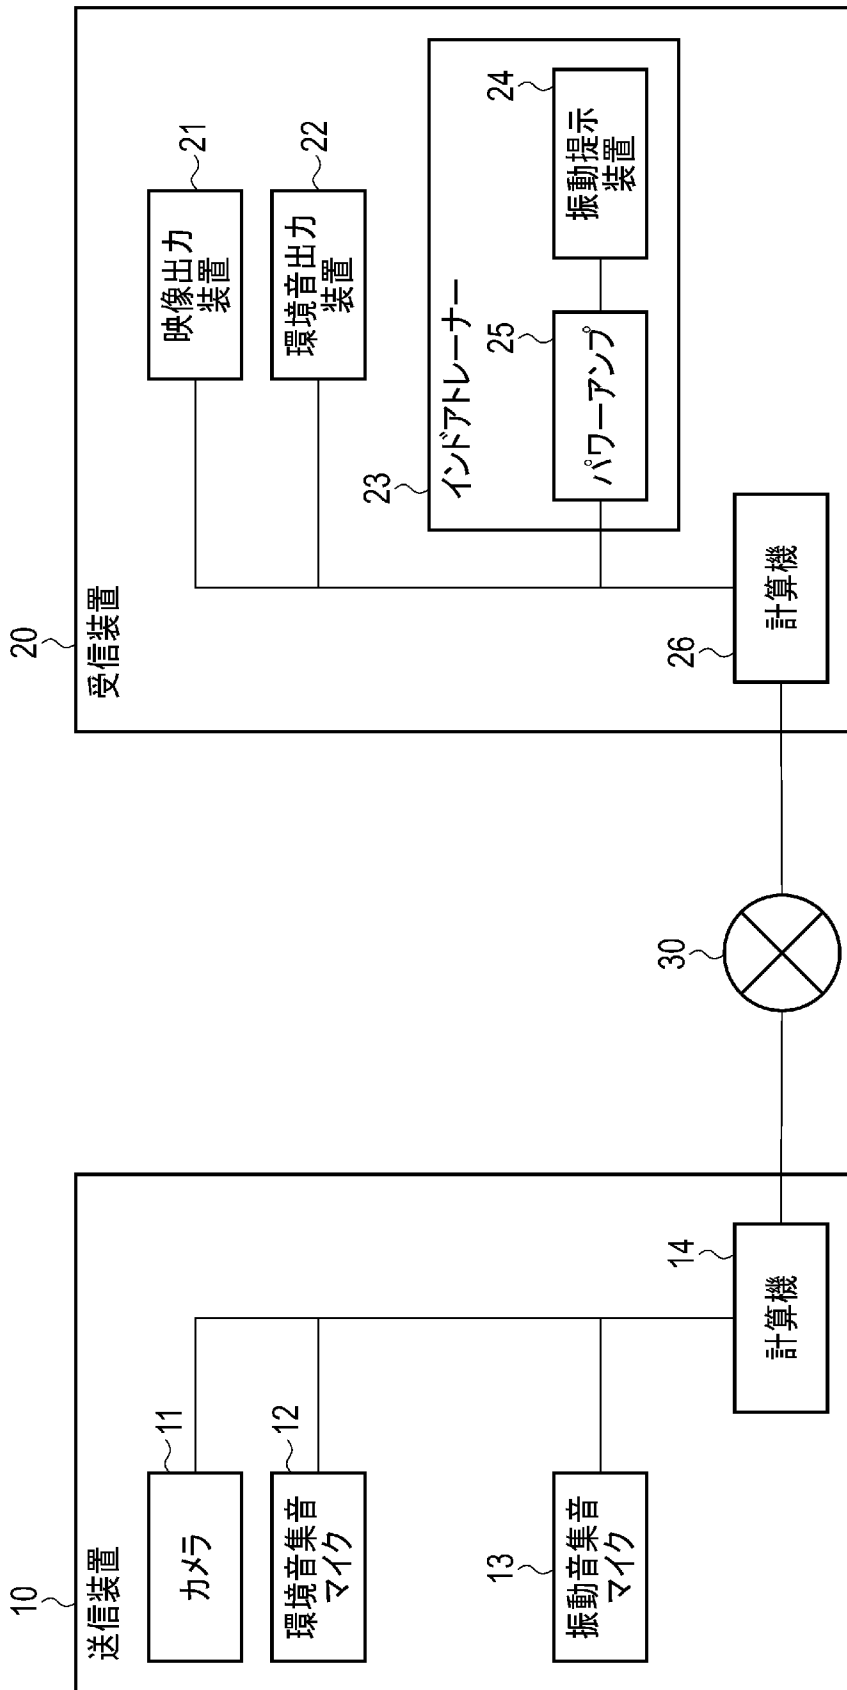 10
送信装置
11
カメラ
12
環境音集音
マイク
13
振動音集音
マイク
14
計算機
30
20
受信装置
21
映像出力
装置
22
環境音出力
装置
23
インドアトレーナー
25
パワーアンプ
24
振動提示
装置
26
計算機